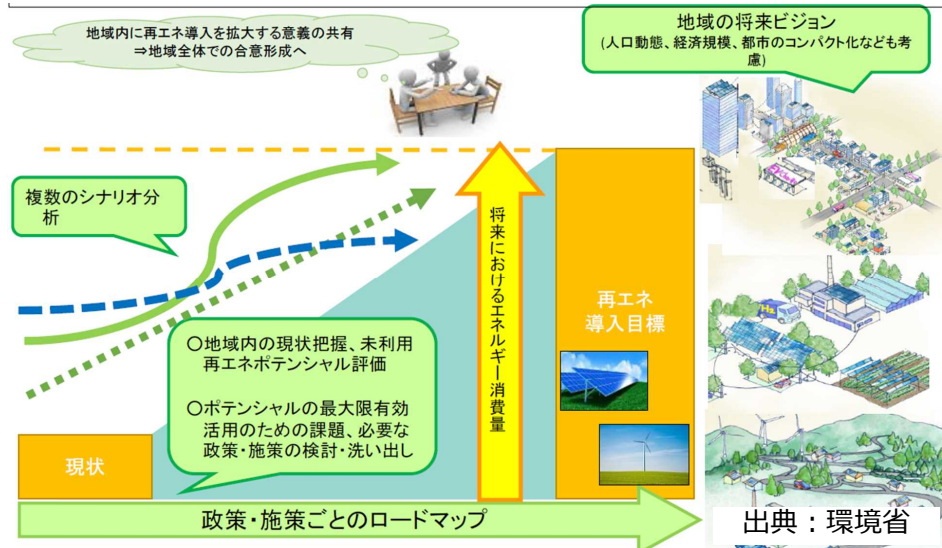 地域内に再エネ導入を拡大する意義の共有
⇒地域全体での合意形成へ
地域の将来ビジョン
(人口動態、経済規模、都市のコンパクト化なども考
慮)
複数のシナリオ分
析
将来におけるエネルギー消費量
再エネ
導入目標
○地域内の現状把握、未利用
再エネポテンシャル評価
○ポテンシャルの最大限有効
活用のための課題、必要な
政策・施策の検討・洗い出し
現状
政策・施策ごとのロードマップ
出典：環境省